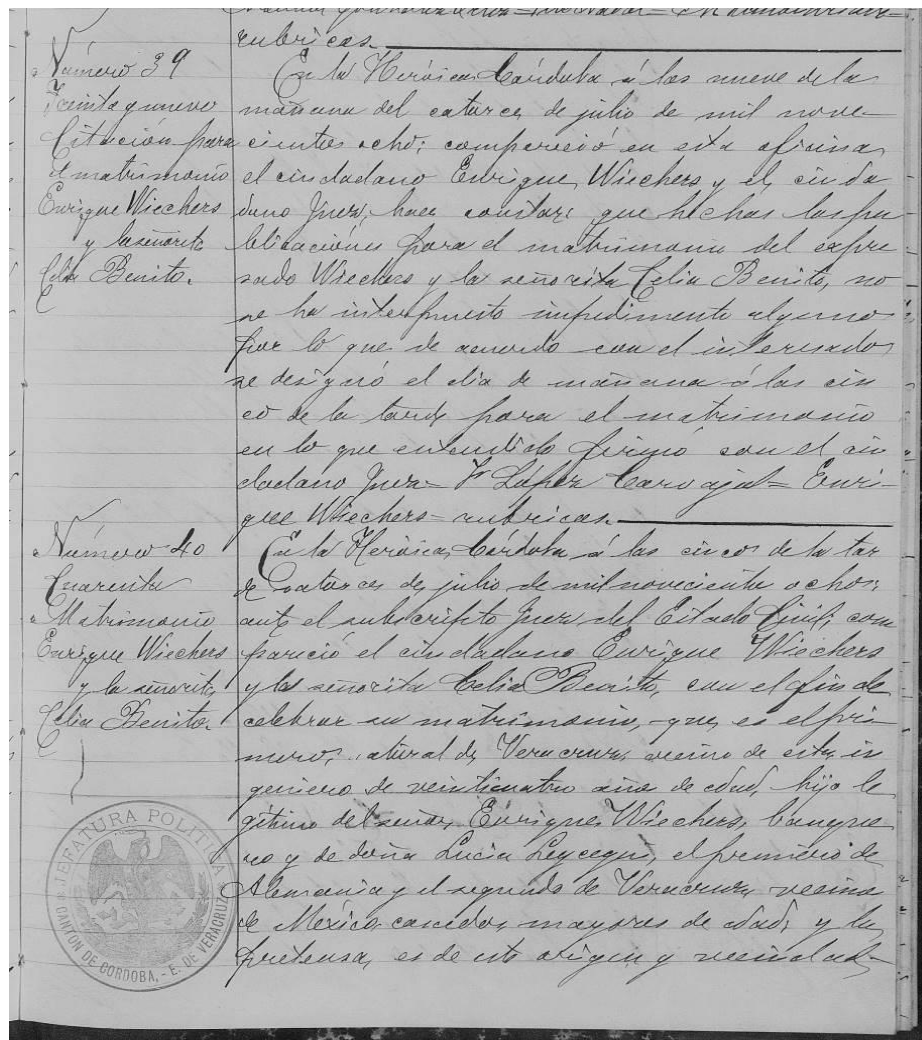 rubricas.
Número 39
Treinta y nueve
Citación para
el matrimonio
Enrique Wiechers
y la señorita
Celia Benito.
En la Heróica Córdoba á las nueve de la
mañana del catorce de julio de mil nove-
cientos ocho; compereció en esta oficina
el ciudadano Enrique Wiechers y el ciuda
dano Juez, hace constar: que hechas las pu
blicaciónes para el matrimonio del expre
sado Wiechers y la señorita Celia Benito, no
se ha interpuesto impedimento alguno
por lo que de acuerdo con el interesado
se designó el dia de mañana á las cin
co de la tarde para el matrimonio
en lo que entendido firmó con el ciu
dadano Juez= F López Carvajal= Enri-
que Wiechers= rubricas.
Número 40
Cuarenta
Matrimonio
Enrique Wiechers
y la señorita
Celia Benito.
En la Heróica Córdoba á las cinco de la tar
de catorce de julio de mil novecientos ocho:
ante el subscripto Juez del Estado Civil; com
pareció el ciudadano Enrique Wiechers
y la señorita Celia Benito, con el fin de
celebrar su matrimonio, que es el pri-
mero, natural de Veracruz, vecino de esta, in
geniero de veinticuatro años de edad, hijo le
gítimo del señor Enrique Wiechers, banque
ro y de doña Lucia Leycegui, el primero de
Alemania y el segundo de Veracruz, vecinos
de México casados, mayores de edad; y la
pretensa, es de este origen y vecindad
JEFATURA POLITICA
CANTON DE CORDOBA.- E. DE VERACRUZ